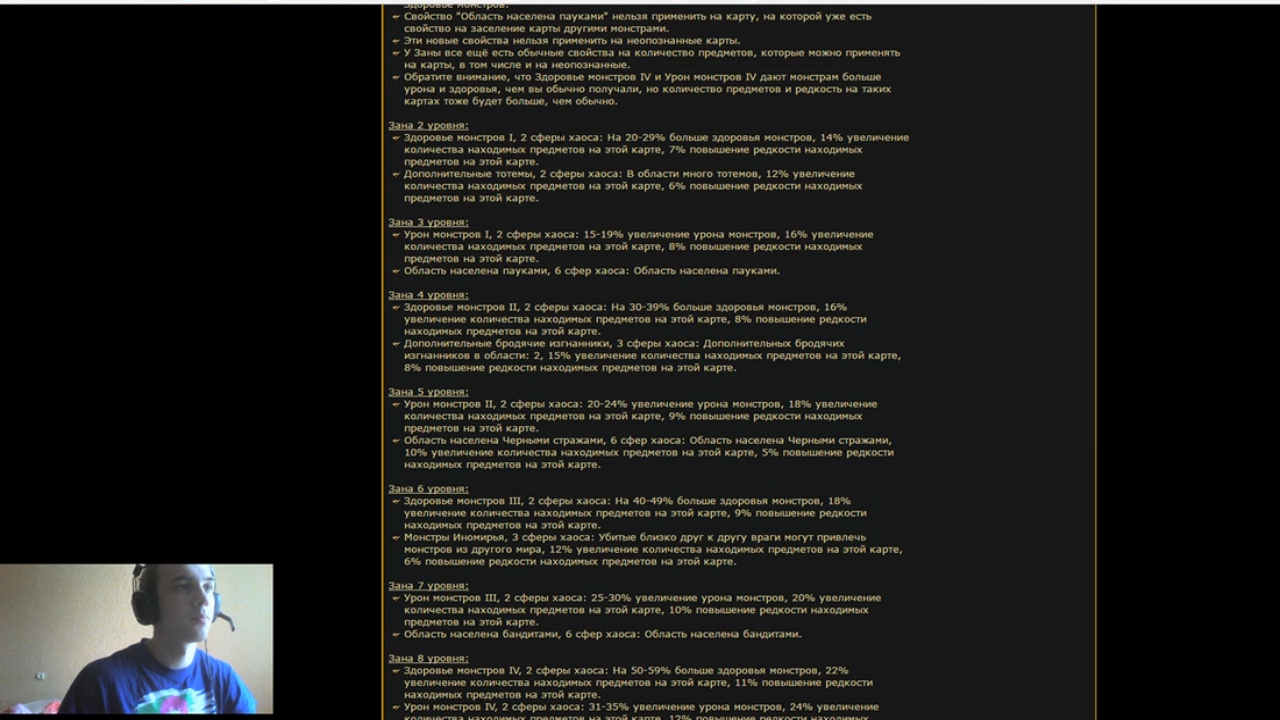 Здоровье монстров.
Свойство "Область населена пауками" нельзя применить на карту, на которой уже есть
свойство на заселение карты другими монстрами.
Эти новые свойства нельзя применить на неопознанные карты.
У Заны все ещё есть обычные свойства на количество предметов, которые можно применять
на карты, в том числе и на неопознанные.
Обратите внимание, что Здоровье монстров IV и Урон монстров IV дают монстрам больше
урона и здоровья, чем вы обычно получали, но количество предметов и редкость на таких
картах тоже будет больше, чем обычно.
Зана 2 уровня:
Здоровье монстров I, 2 сферы хаоса: На 20-29% больше здоровья монстров, 14% увеличение
количества находимых предметов на этой карте, 7% повышение редкости находимых
предметов на этой карте.
Дополнительные тотемы, 2 сферы хаоса: В области много тотемов, 12% увеличение
количества находимых предметов на этой карте, 6% повышение редкости находимых
предметов на этой карте.
Зана 3 уровня:
Урон монстров I, 2 сферы хаоса: 15-19% увеличение урона монстров, 16% увеличение
количества находимых предметов на этой карте, 8% повышение редкости находимых
предметов на этой карте.
Область населена пауками, 6 сфер хаоса: Область населена пауками.
Зана 4 уровня:
Здоровье монстров II, 2 сферы хаоса: На 30-39% больше здоровья монстров, 16%
увеличение количества находимых предметов на этой карте, 8% повышение редкости
находимых предметов на этой карте.
Дополнительные бродячие изгнанники, 3 сферы хаоса: Дополнительных бродячих
изгнанников в области: 2, 15% увеличение количества находимых предметов на этой карте,
8% повышение редкости находимых предметов на этой карте.
Зана 5 уровня:
Урон монстров II, 2 сферы хаоса: 20-24% увеличение урона монстров, 18% увеличение
количества находимых предметов на этой карте, 9% повышение редкости находимых
предметов на этой карте.
Область населена Черными стражами, 6 сфер хаоса: Область населена Черными стражами,
10% увеличение количества находимых предметов на этой карте, 5% повышение редкости
находимых предметов на этой карте.
Зана 6 уровня:
Здоровье монстров III, 2 сферы хаоса: На 40-49% больше здоровья монстров, 18%
увеличение количества находимых предметов на этой карте, 9% повышение редкости
находимых предметов на этой карте.
Монстры Иномирья, 3 сферы хаоса: Убитые близко друг к другу враги могут привлечь
монстров из другого мира, 12% увеличение количества находимых предметов на этой карте,
6% повышение редкости находимых предметов на этой карте.
Зана 7 уровня:
Урон монстров III, 2 сферы хаоса: 25-30% увеличение урона монстров, 20% увеличение
количества находимых предметов на этой карте, 10% повышение редкости находимых
предметов на этой карте.
Область населена бандитами, 6 сфер хаоса: Область населена бандитами.
Зана 8 уровня:
Здоровье монстров IV, 2 сферы хаоса: На 50-59% больше здоровья монстров, 22%
увеличение количества находимых предметов на этой карте, 11% повышение редкости
находимых предметов на этой карте.
Урон монстров IV, 2 сферы хаоса: 31-35% увеличение урона монстров, 24% увеличение
количества находимых предметов на этой карте, 12% повышение редкости находимых